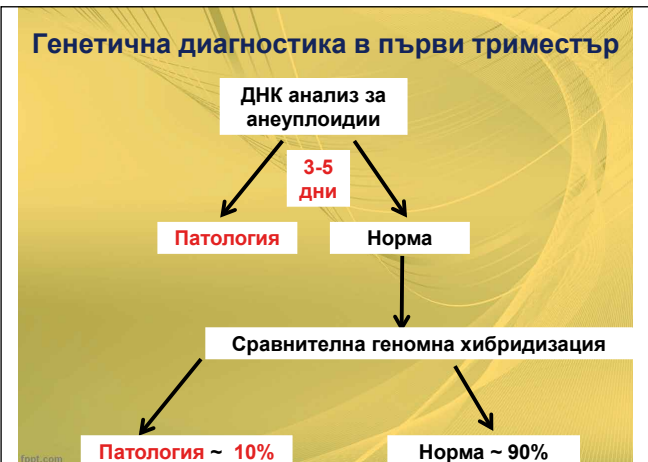 Генетична диагностика в първи триместър
ДНК анализ за
анеуплоидии
3-5
дни
Патология
Норма
Сравнителна геномна хибридизация
Патология ~ 10%
Норма ~ 90%
fppt.com